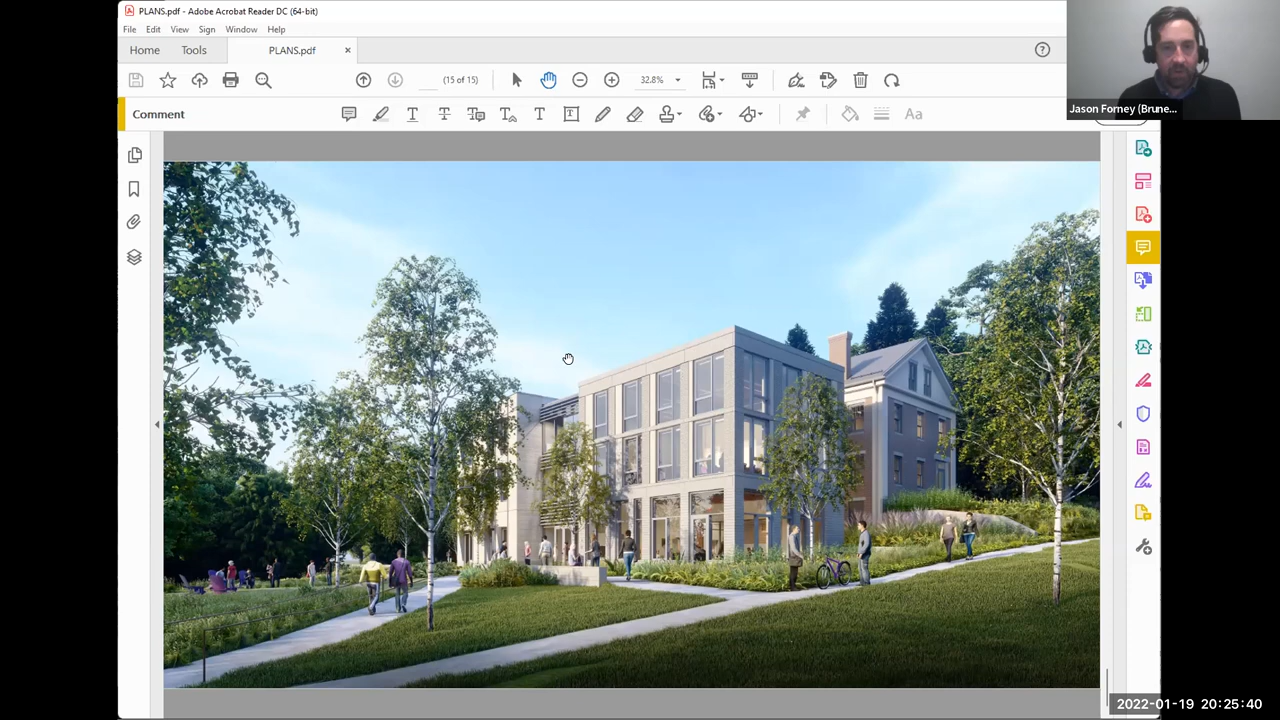 PLANS.pdf - Adobe Acrobat Reader DC (64-bit)
File Edit View Sign Window Help
Home Tools PLANS.pdf ×
(15 of 15) 32.8%
Comment
Aa
Jason Forney (Brune...
2022-01-19 20:25:40